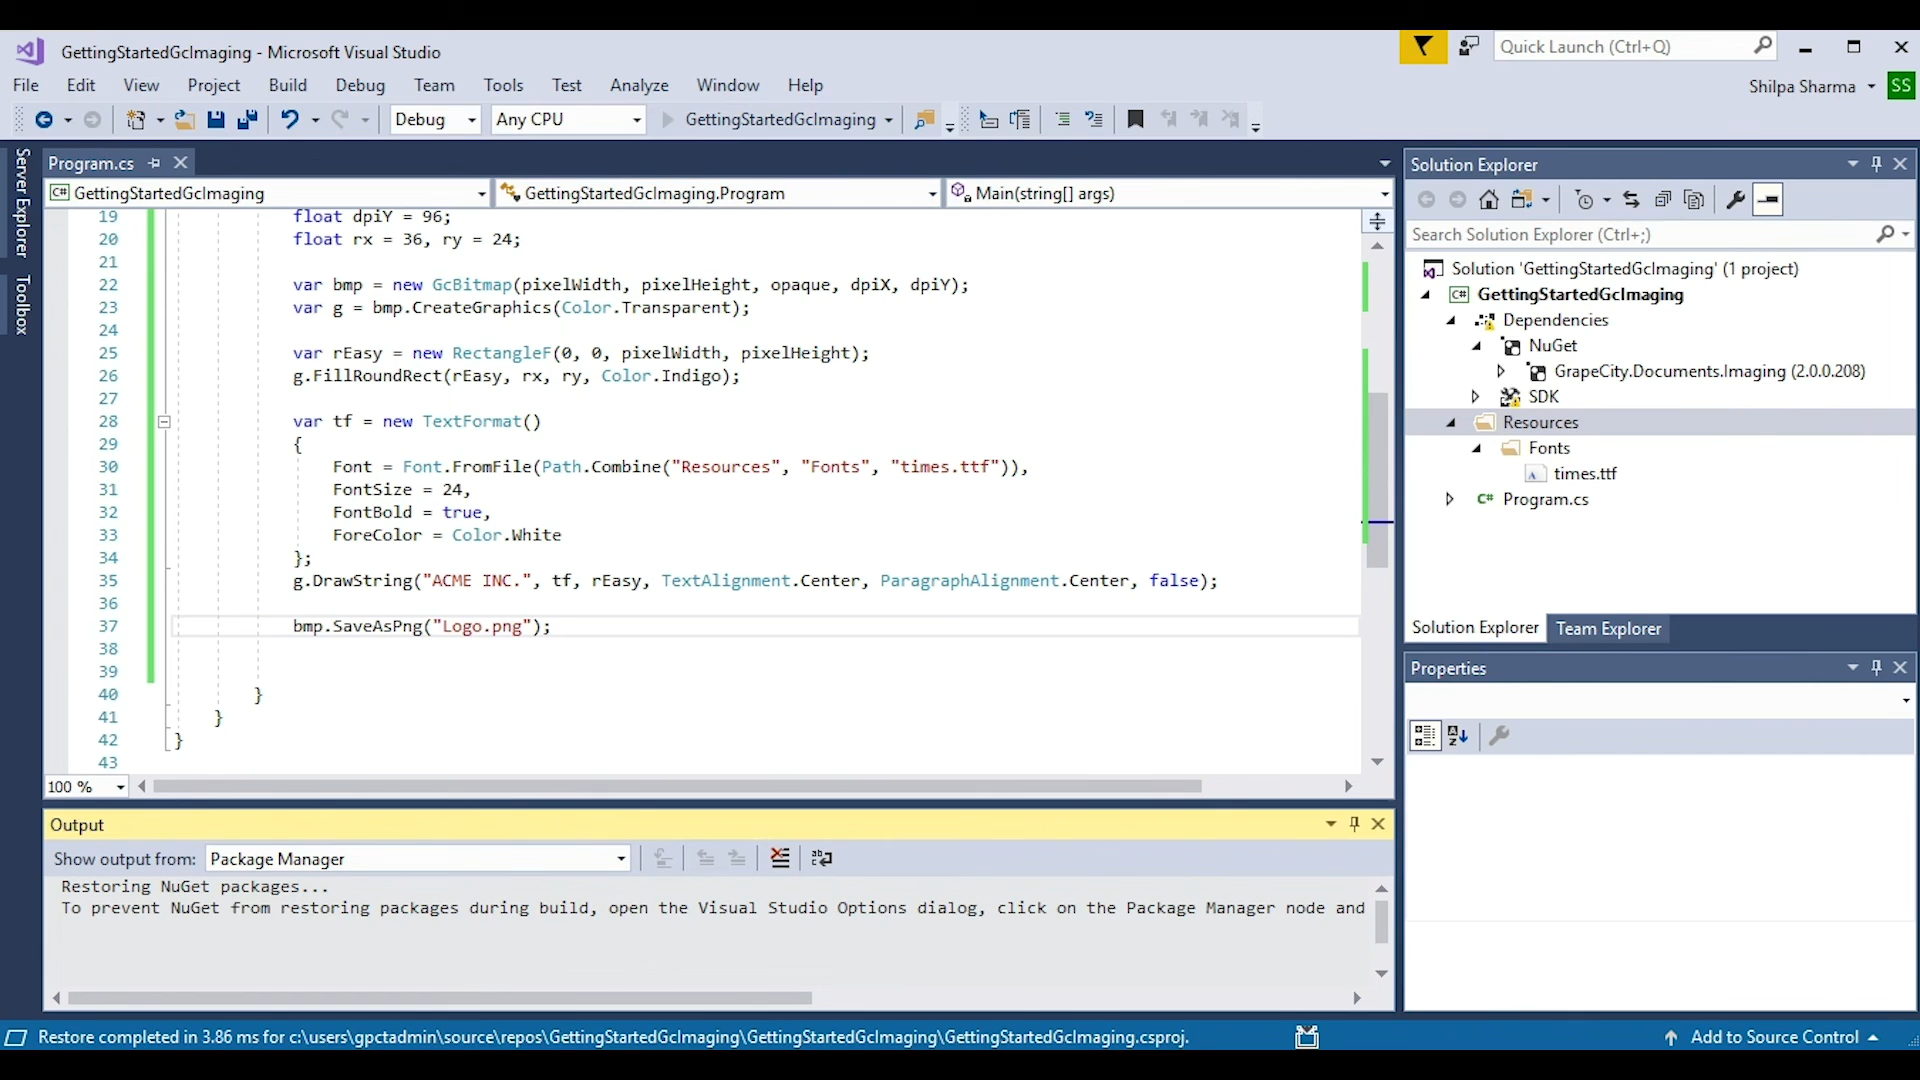 GettingStartedGcImaging - Microsoft Visual Studio
Quick Launch (Ctrl+Q)
File Edit View Project Build Debug Team Tools Test Analyze Window Help
Shilpa Sharma SS
Debug Any CPU GettingStartedGcImaging
Server Explorer
Toolbox
Program.cs
C# GettingStartedGcImaging GettingStartedGcImaging.Program Main(string[] args)
19 float dpiY = 96;
20 float rx = 36, ry = 24;
21
22 var bmp = new GcBitmap(pixelWidth, pixelHeight, opaque, dpiX, dpiY);
23 var g = bmp.CreateGraphics(Color.Transparent);
24
25 var rEasy = new RectangleF(0, 0, pixelWidth, pixelHeight);
26 g.FillRoundRect(rEasy, rx, ry, Color.Indigo);
27
28 var tf = new TextFormat()
29 {
30 Font = Font.FromFile(Path.Combine("Resources", "Fonts", "times.ttf")),
31 FontSize = 24,
32 FontBold = true,
33 ForeColor = Color.White
34 };
35 g.DrawString("ACME INC.", tf, rEasy, TextAlignment.Center, ParagraphAlignment.Center, false);
36
37 bmp.SaveAsPng("Logo.png");
38
39
40 }
41 }
42 }
43
100 %
Output
Show output from: Package Manager
Restoring NuGet packages...
To prevent NuGet from restoring packages during build, open the Visual Studio Options dialog, click on the Package Manager node and
Solution Explorer
Search Solution Explorer (Ctrl+;)
Solution 'GettingStartedGcImaging' (1 project)
C# GettingStartedGcImaging
Dependencies
NuGet
GrapeCity.Documents.Imaging (2.0.0.208)
SDK
Resources
Fonts
times.ttf
C# Program.cs
Solution Explorer Team Explorer
Properties
Restore completed in 3.86 ms for c:\users\gpctadmin\source\repos\GettingStartedGcImaging\GettingStartedGcImaging\GettingStartedGcImaging.csproj.
Add to Source Control